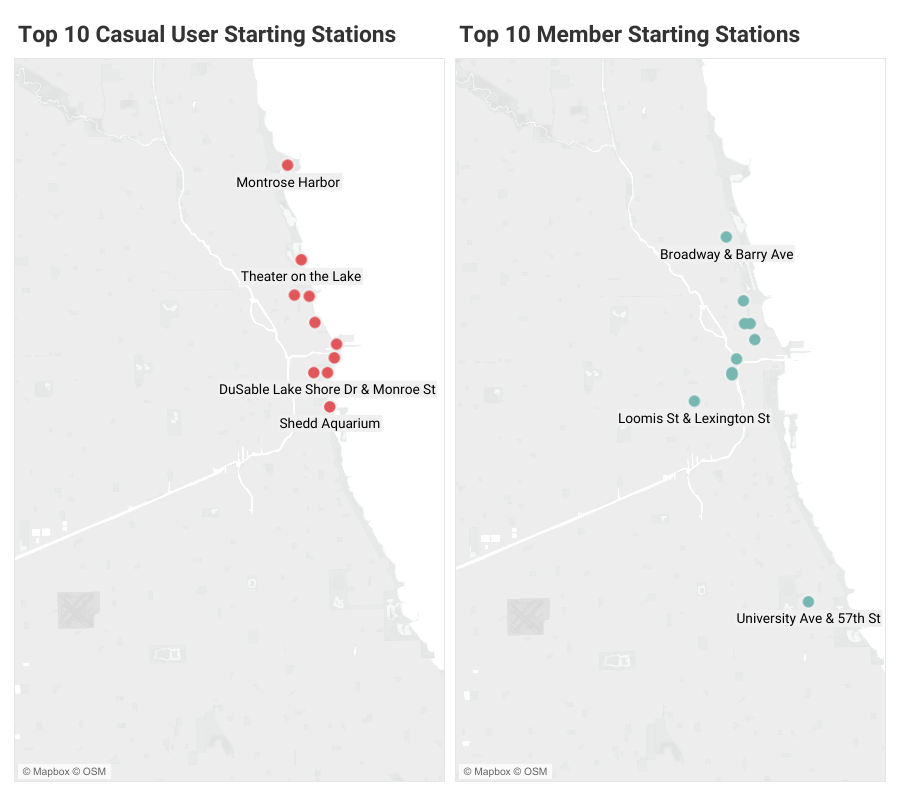 Top 10 Casual User Starting Stations
Montrose Harbor
Theater on the Lake
DuSable Lake Shore Dr & Monroe St
Shedd Aquarium
© Mapbox © OSM
Top 10 Member Starting Stations
Broadway & Barry Ave
Loomis St & Lexington St
University Ave & 57th St
© Mapbox © OSM